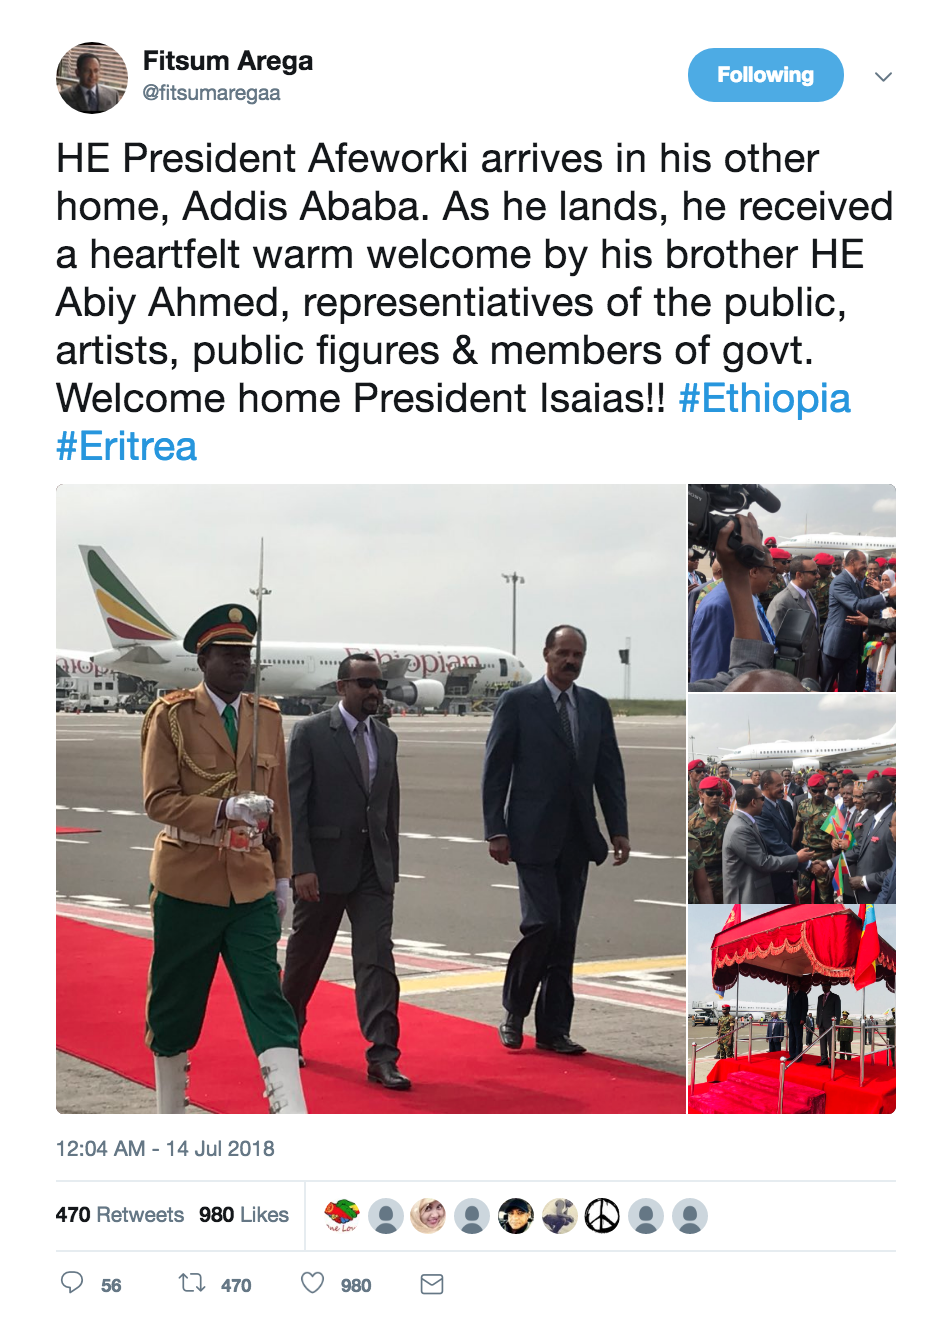 Fitsum Arega
@fitsumaregaa
Following
HE President Afeworki arrives in his other
home, Addis Ababa. As he lands, he received
a heartfelt warm welcome by his brother HE
Abiy Ahmed, representiatives of the public,
artists, public figures & members of govt.
Welcome home President Isaias!! #Ethiopia
#Eritrea
Ethiopian
12:04 AM - 14 Jul 2018
470 Retweets 980 Likes
56 470 980